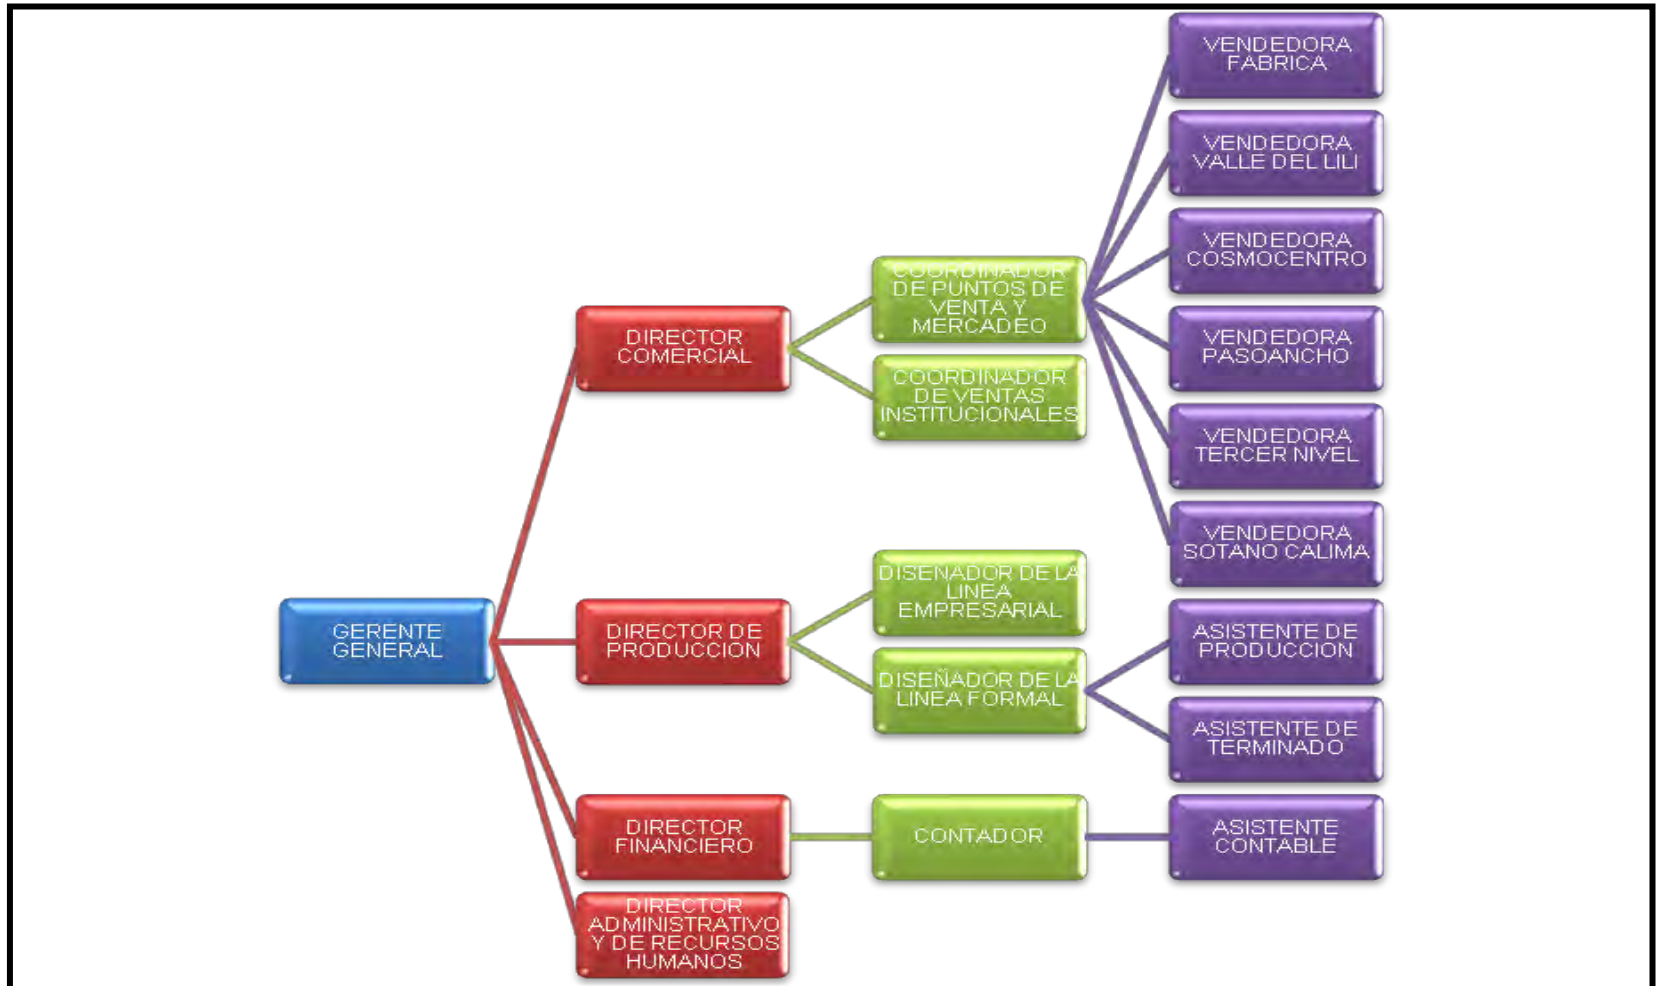 VENDEDORA
FABRICA
VENDEDORA
VALLE DEL LILI
VENDEDORA
COSMOCENTRO
COORDINADOR
DE PUNTOS DE
VENTA Y
MERCADEO
DIRECTOR
COMERCIAL
VENDEDORA
PASOANCHO
COORDINADOR
DE VENTAS
INSTITUCIONALES
VENDEDORA
TERCER NIVEL
VENDEDORA
SOTANO CALIMA
DISEÑADOR DE LA
LINEA
EMPRESARIAL
GERENTE
GENERAL
DIRECTOR DE
PRODUCCION
ASISTENTE DE
PRODUCCION
DISEÑADOR DE LA
LINEA FORMAL
ASISTENTE DE
TERMINADO
DIRECTOR
FINANCIERO
CONTADOR
ASISTENTE
CONTABLE
DIRECTOR
ADMINISTRATIVO
Y DE RECURSOS
HUMANOS